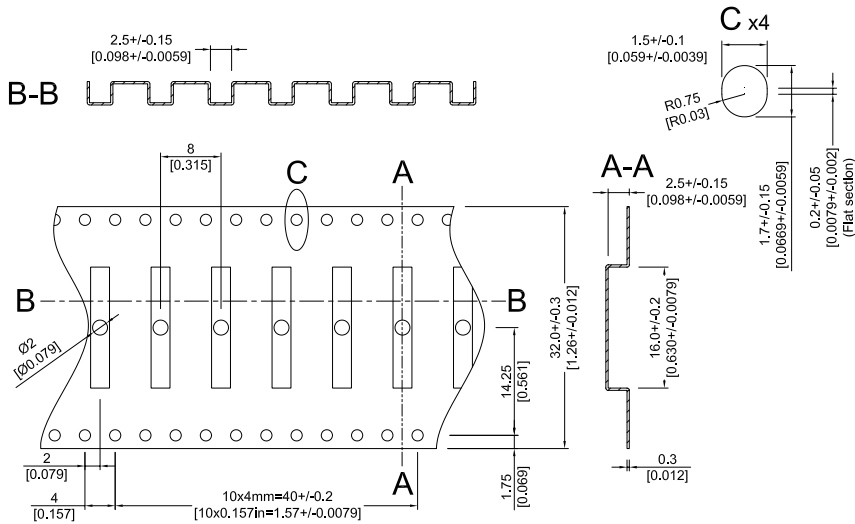 2.5+/-0.15
[0.098+/-0.0059]
B-B
C x4
1.5+/-0.1
[0.059+/-0.0039]
R0.75
[R0.03]
1.7+/-0.15
[0.0669+/-0.0059]
0.2+/-0.05
[0.0079+/-0.002]
(Flat section)
8
[0.315]
C
A
A-A
2.5+/-0.15
[0.098+/-0.0059]
B
B
Ø2
[Ø0.079]
14.25
[0.561]
32.0+/-0.3
[1.26+/-0.012]
16.0+/-0.2
[0.630+/-0.0079]
2
[0.079]
4
[0.157]
10x4mm=40+/-0.2
[10x0.157in=1.57+/-0.0079]
A
1.75
[0.069]
0.3
[0.012]